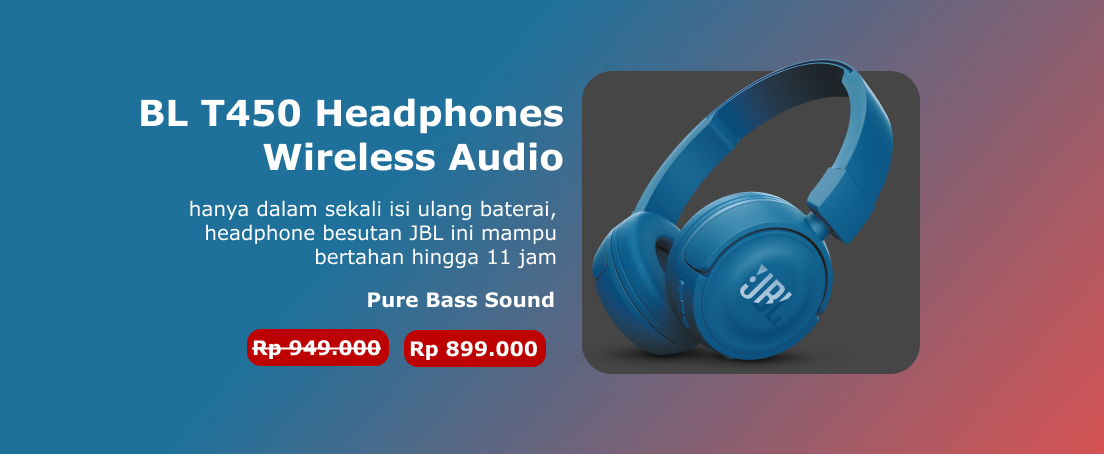 BL T450 Headphones
Wireless Audio
hanya dalam sekali isi ulang baterai,
headphone besutan JBL ini mampu
bertahan hingga 11 jam
Pure Bass Sound
Rp 949.000 Rp 899.000
JBL